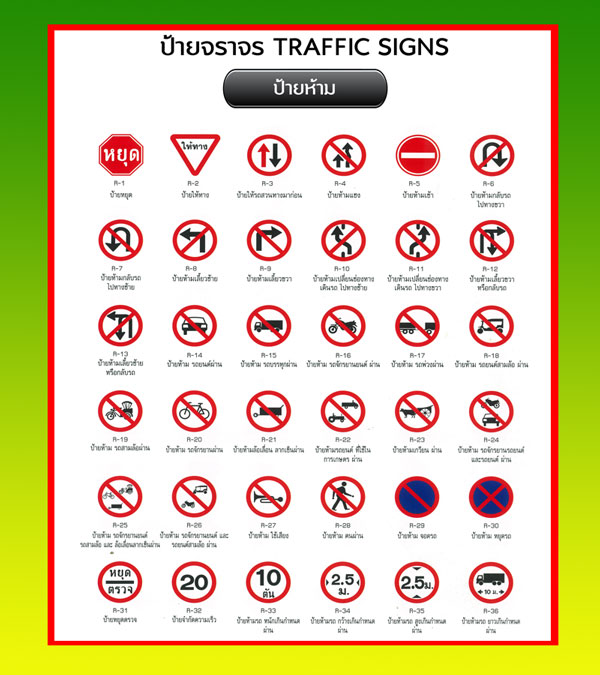 ป้ายจราจร TRAFFIC SIGNS
ป้ายห้าม
หยุด
R-1
ป้ายหยุด
ให้ทาง
R-2
ป้ายให้ทาง
R-3
ป้ายให้รถสวนทางมาก่อน
R-4
ป้ายห้ามแซง
R-5
ป้ายห้ามเข้า
R-6
ป้ายห้ามกลับรถ
ไปทางขวา
R-7
ป้ายห้ามกลับรถ
ไปทางซ้าย
R-8
ป้ายห้ามเลี้ยวซ้าย
R-9
ป้ายห้ามเลี้ยวขวา
R-10
ป้ายห้ามเปลี่ยนช่องทาง
เดินรถ ไปทางซ้าย
R-11
ป้ายห้ามเปลี่ยนช่องทาง
เดินรถ ไปทางขวา
R-12
ป้ายห้ามเลี้ยวขวา
หรือกลับรถ
R-13
ป้ายห้ามเลี้ยวซ้าย
หรือกลับรถ
R-14
ป้ายห้าม รถยนต์ผ่าน
R-15
ป้ายห้าม รถบรรทุกผ่าน
R-16
ป้ายห้าม รถจักรยานยนต์ ผ่าน
R-17
ป้ายห้าม รถพ่วงผ่าน
R-18
ป้ายห้าม รถยนต์สามล้อ ผ่าน
R-19
ป้ายห้าม รถสามล้อผ่าน
R-20
ป้ายห้าม รถจักรยานผ่าน
R-21
ป้ายห้ามล้อเลื่อน ลากเข็นผ่าน
R-22
ป้ายห้ามรถยนต์ ที่ใช้ใน
การเกษตร ผ่าน
R-23
ป้ายห้ามเกวียน ผ่าน
R-24
ป้ายห้าม รถจักรยานรถยนต์
และรถยนต์ ผ่าน
R-25
ป้ายห้าม รถจักรยานยนต์
รถสามล้อ และ ล้อเลื่อนลากเข็นผ่าน
R-26
ป้ายห้าม รถจักรยานยนต์ และ
รถยนต์สามล้อ ผ่าน
R-27
ป้ายห้าม ใช้เสียง
R-28
ป้ายห้าม คนผ่าน
R-29
ป้ายห้าม จอดรถ
R-30
ป้ายห้าม หยุดรถ
หยุด
ตรวจ
R-31
ป้ายหยุดตรวจ
20
R-32
ป้ายจำกัดความเร็ว
10
ตัน
R-33
ป้ายห้ามรถ หนักเกินกำหนด
ผ่าน
2.5
ม.
R-34
ป้ายห้ามรถ กว้างเกินกำหนด
ผ่าน
2.5ม.
R-35
ป้ายห้ามรถ สูงเกินกำหนด
ผ่าน
10 ม.
R-36
ป้ายห้ามรถ ยาวเกินกำหนด
ผ่าน